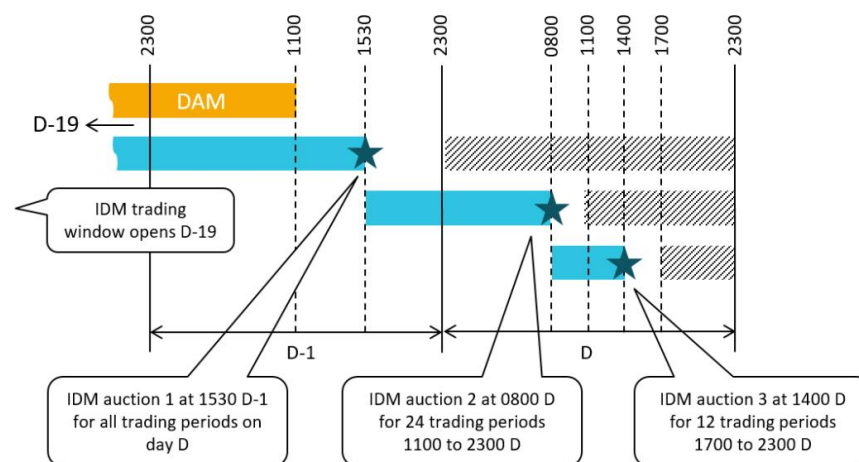 2300
1100
1530
2300
0800
1100
1400
1700
2300
DAM
D-19
IDM trading
window opens D-19
D-1
D
IDM auction 1 at 1530 D-1
for all trading periods on
day D
IDM auction 2 at 0800 D
for 24 trading periods
1100 to 2300 D
IDM auction 3 at 1400 D
for 12 trading periods
1700 to 2300 D